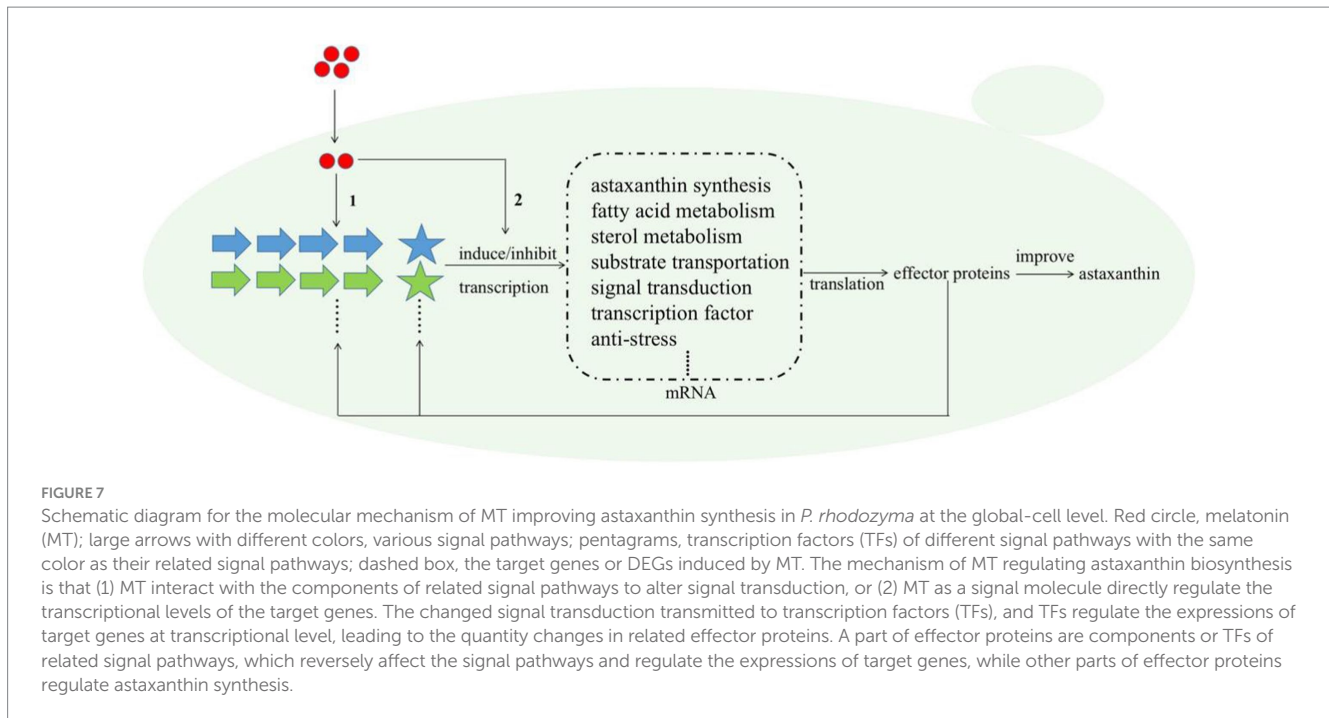 1
2
induce/inhibit
transcription
astaxanthin synthesis
fatty acid metabolism
sterol metabolism
substrate transportation
signal transduction
transcription factor
anti-stress
mRNA
translation
effector proteins
improve
astaxanthin
FIGURE 7
Schematic diagram for the molecular mechanism of MT improving astaxanthin synthesis in P. rhodozyma at the global-cell level. Red circle, melatonin
(MT); large arrows with different colors, various signal pathways; pentagrams, transcription factors (TFs) of different signal pathways with the same
color as their related signal pathways; dashed box, the target genes or DEGs induced by MT. The mechanism of MT regulating astaxanthin biosynthesis
is that (1) MT interact with the components of related signal pathways to alter signal transduction, or (2) MT as a signal molecule directly regulate the
transcriptional levels of the target genes. The changed signal transduction transmitted to transcription factors (TFs), and TFs regulate the expressions of
target genes at transcriptional level, leading to the quantity changes in related effector proteins. A part of effector proteins are components or TFs of
related signal pathways, which reversely affect the signal pathways and regulate the expressions of target genes, while other parts of effector proteins
regulate astaxanthin synthesis.